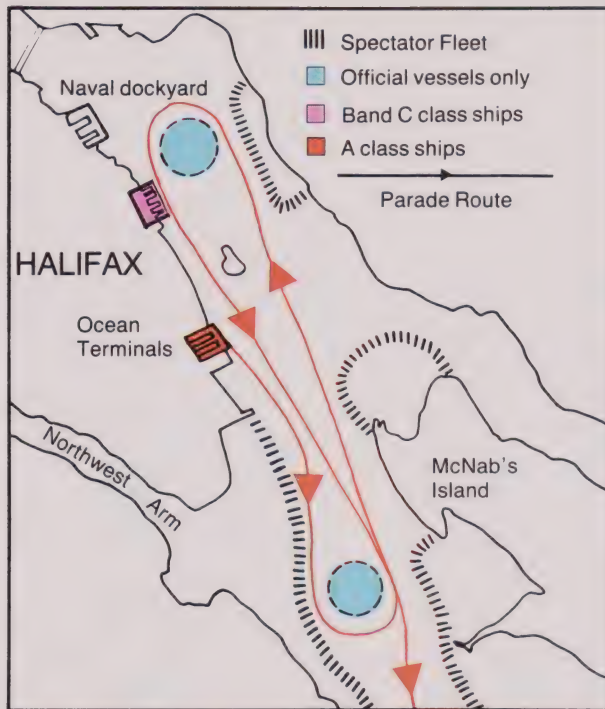 Spectator Fleet
Official vessels only
Band C class ships
A class ships
Parade Route
Naval dockyard
HALIFAX
Ocean
Terminals
Northwest Arm
McNab's
Island